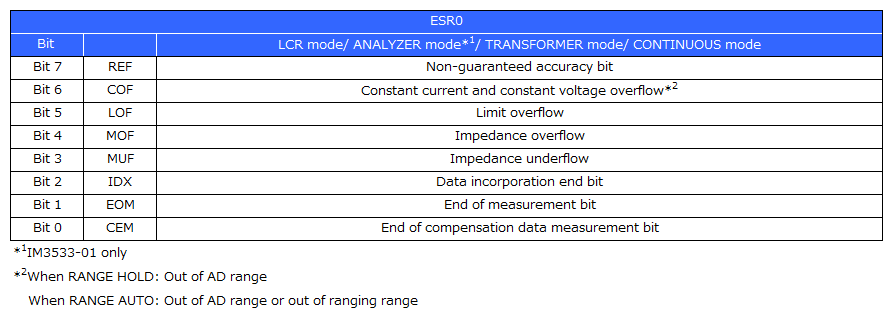 ESR0
Bit LCR mode/ ANALYZER mode*1/ TRANSFORMER mode/ CONTINUOUS mode
Bit 7 REF Non-guaranteed accuracy bit
Bit 6 COF Constant current and constant voltage overflow*2
Bit 5 LOF Limit overflow
Bit 4 MOF Impedance overflow
Bit 3 MUF Impedance underflow
Bit 2 IDX Data incorporation end bit
Bit 1 EOM End of measurement bit
Bit 0 CEM End of compensation data measurement bit
*1IM3533-01 only
*2When RANGE HOLD: Out of AD range
When RANGE AUTO: Out of AD range or out of ranging range